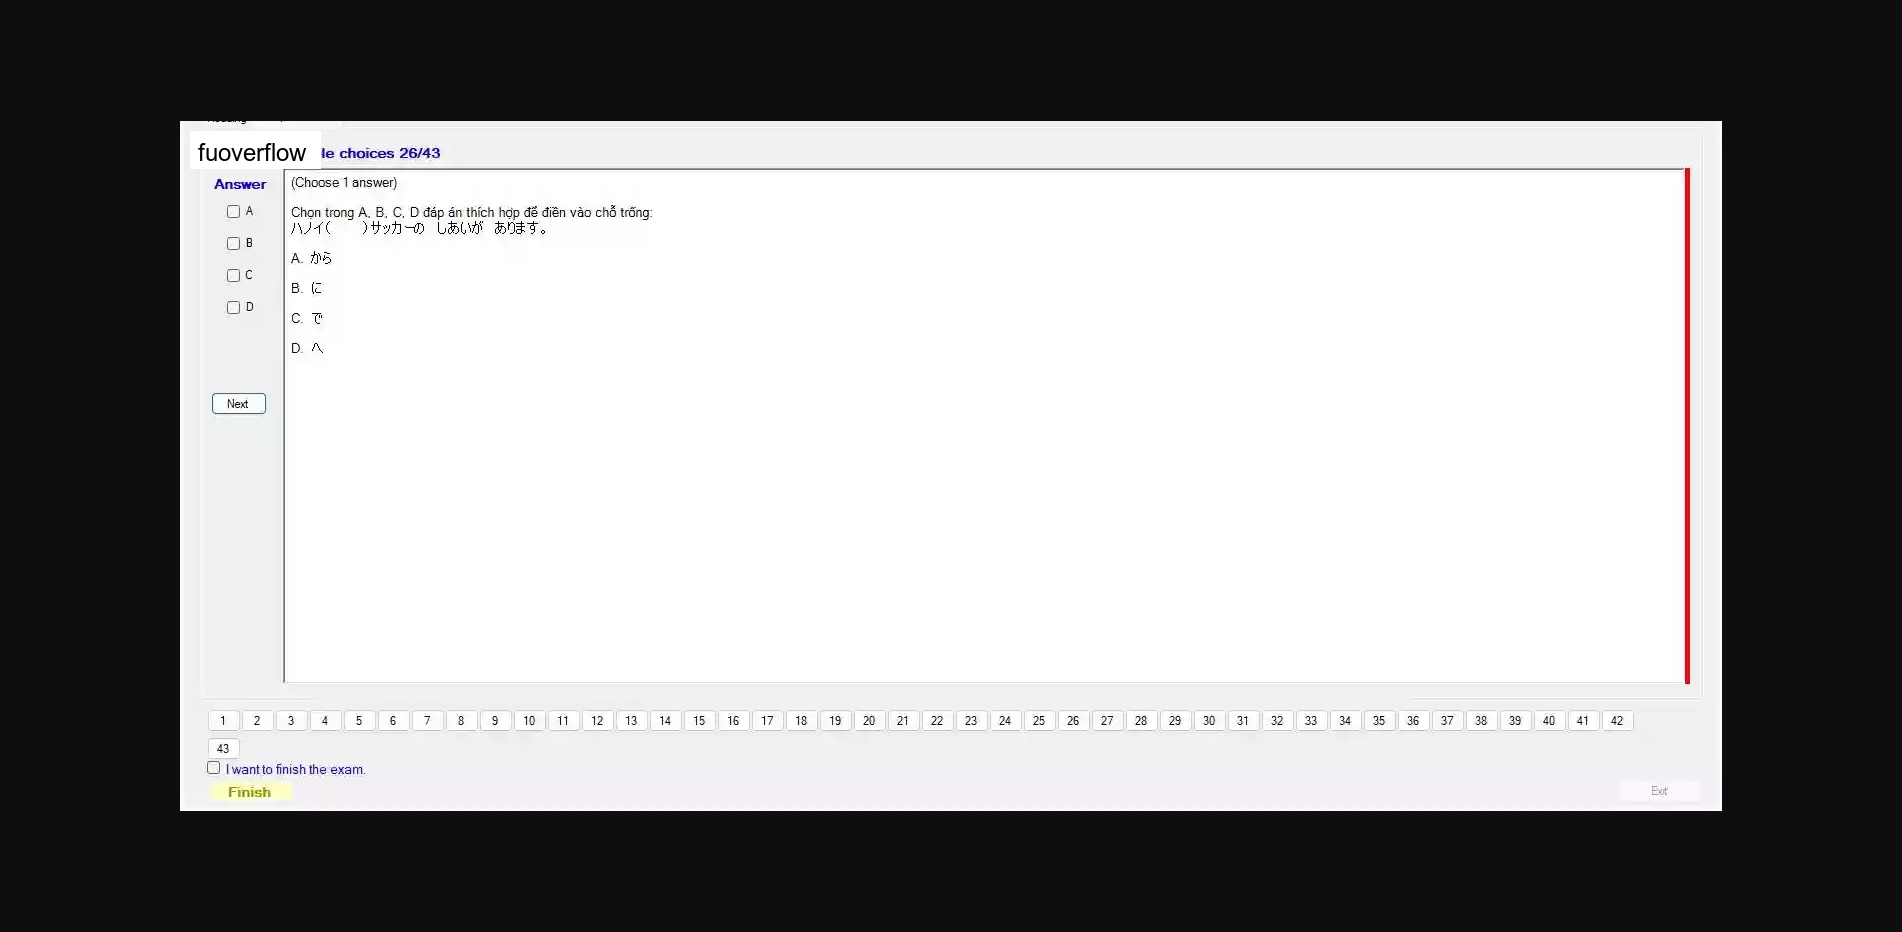 fuoverflow
le choices 26/43
Answer
(Choose 1 answer)
A
B
C
D
Chọn trong A, B, C, D đáp án thích hợp để điền vào chỗ trống:
ハノイ( )サッカーの しあいが あります。
A. から
B. に
C. で
D. へ
Next
1 2 3 4 5 6 7 8 9 10 11 12 13 14 15 16 17 18 19 20 21 22 23 24 25 26 27 28 29 30 31 32 33 34 35 36 37 38 39 40 41 42
43
I want to finish the exam.
Finish
Exit